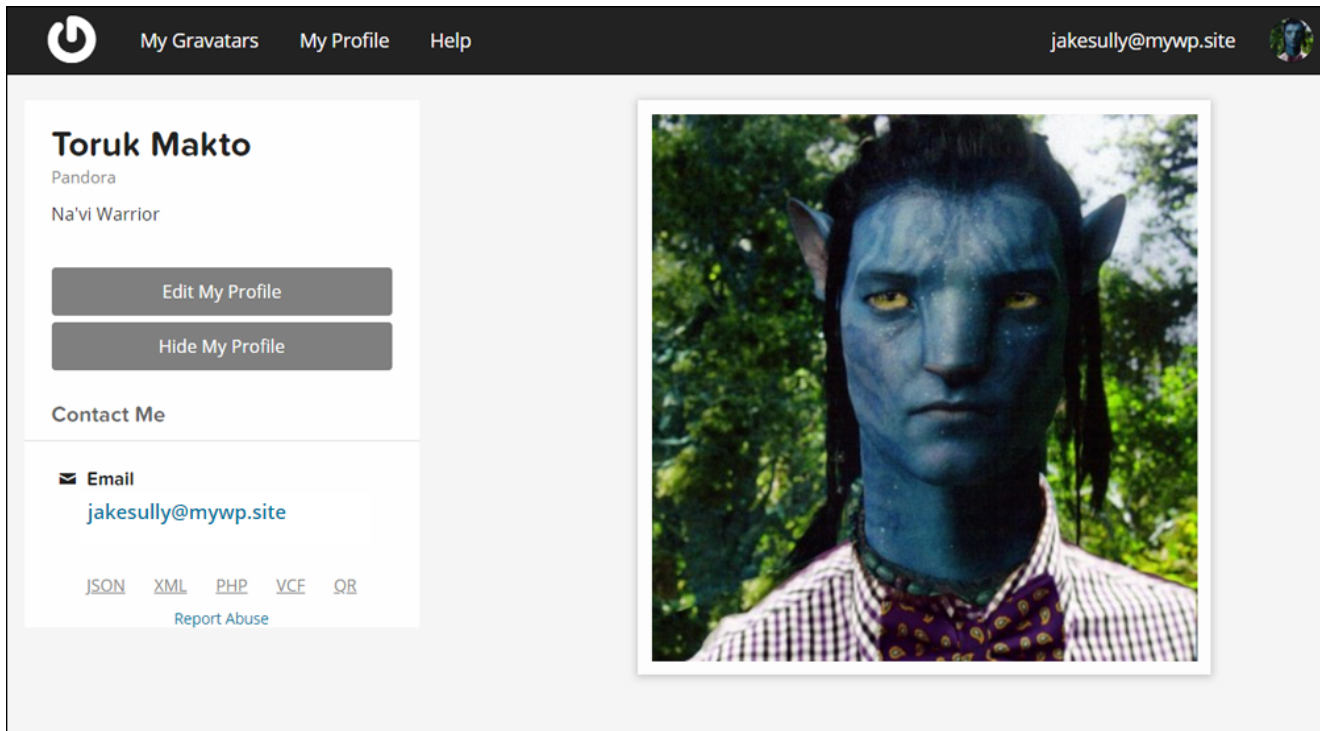 My Gravatars My Profile Help jakesully@mywp.site
Toruk Makto
Pandora
Na'vi Warrior
Edit My Profile
Hide My Profile
Contact Me
Email
jakesully@mywp.site
JSON XML PHP VCF QR
Report Abuse